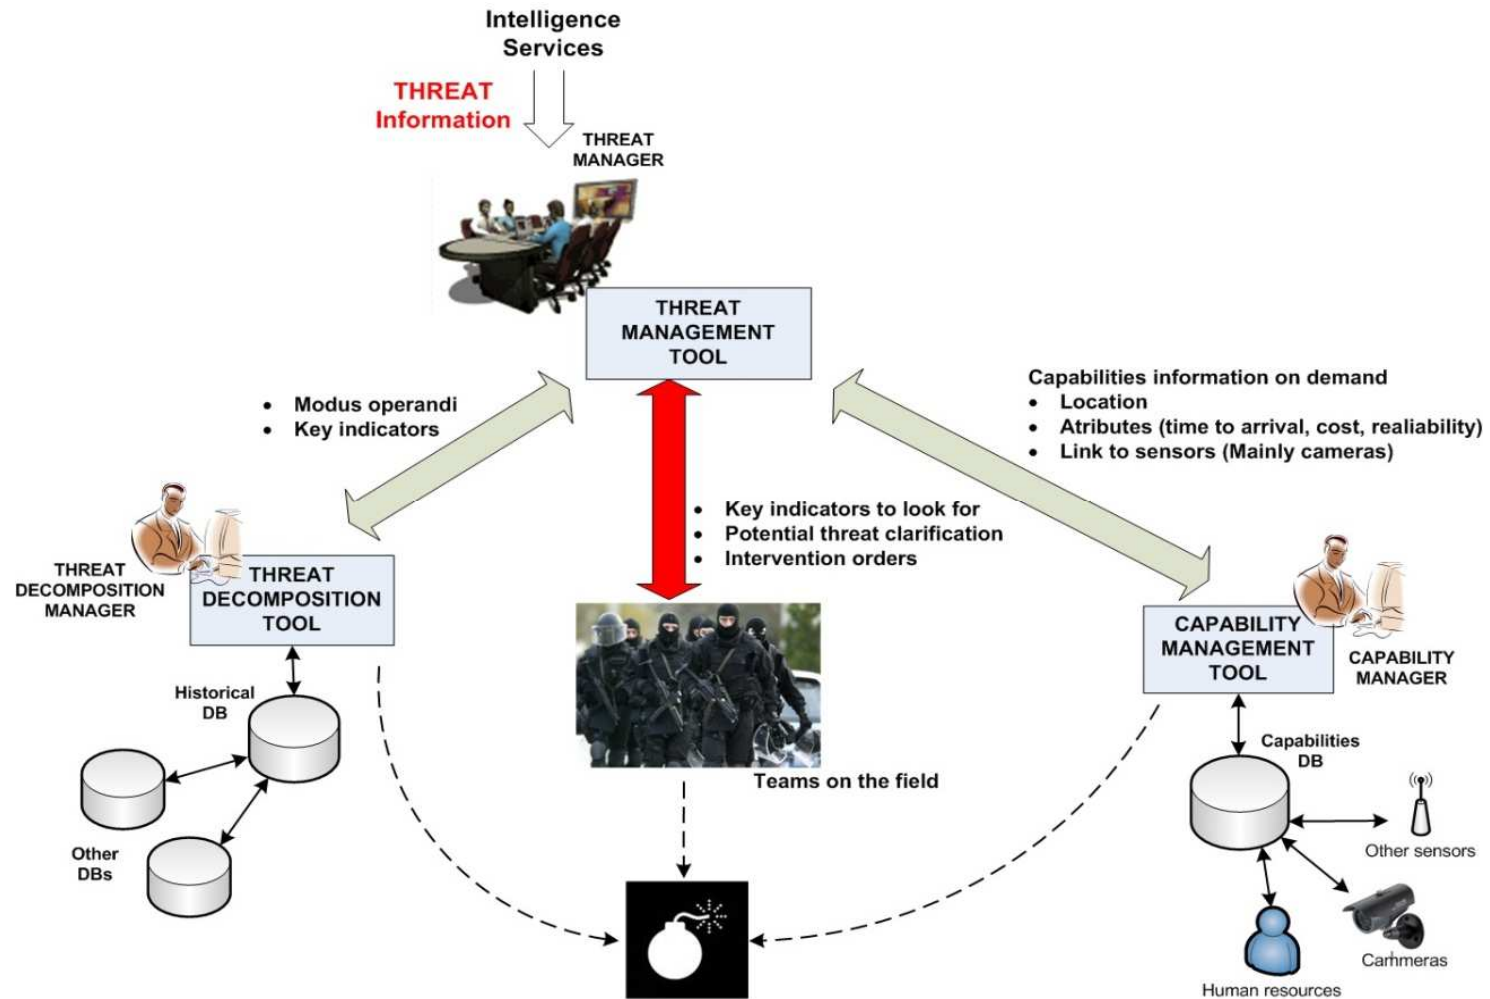 Intelligence
Services
THREAT
Information
THREAT
MANAGER
THREAT
MANAGEMENT
TOOL
• Modus operandi
• Key indicators
Capabilities information on demand
• Location
• Atributes (time to arrival, cost, realiability)
• Link to sensors (Mainly cameras)
• Key indicators to look for
• Potential threat clarification
• Intervention orders
THREAT
DECOMPOSITION
MANAGER
THREAT
DECOMPOSITION
TOOL
CAPABILITY
MANAGEMENT
TOOL
CAPABILITY
MANAGER
Historical
DB
Other
DBs
Teams on the field
Capabilities
DB
Other sensors
Carhmeras
Human resources